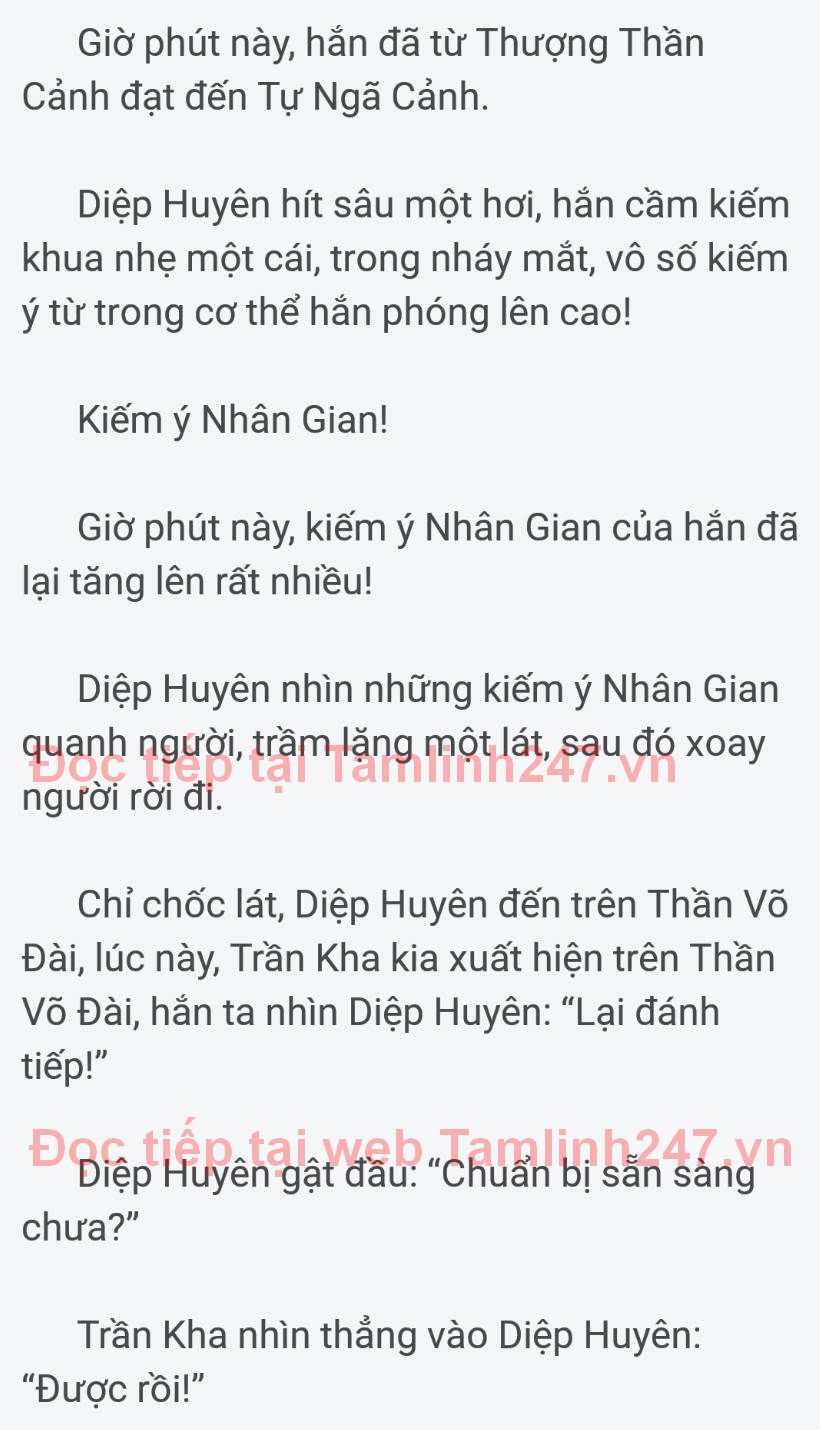 Giờ phút này, hắn đã từ Thượng Thần
Cảnh đạt đến Tự Ngã Cảnh.
Diệp Huyên hít sâu một hơi, hắn cầm kiếm
khua nhẹ một cái, trong nháy mắt, vô số kiếm
ý từ trong cơ thể hắn phóng lên cao!
Kiếm ý Nhân Gian!
Giờ phút này, kiếm ý Nhân Gian của hắn đã
lại tăng lên rất nhiều!
Diệp Huyên nhìn những kiếm ý Nhân Gian
quanh người, trầm lặng một lát, sau đó xoay
Đọc tiếp tại Tamlinh247.vn
người rời đi.
Chỉ chốc lát, Diệp Huyên đến trên Thần Võ
Đài, lúc này, Trần Kha kia xuất hiện trên Thần
Võ Đài, hắn ta nhìn Diệp Huyên: “Lại đánh
tiếp!”
Đọc tiếp tại web Tamlinh247.vn
Diệp Huyên gật đầu: “Chuẩn bị sẵn sàng
chưa?”
Trần Kha nhìn thẳng vào Diệp Huyên:
“Được rồi!”